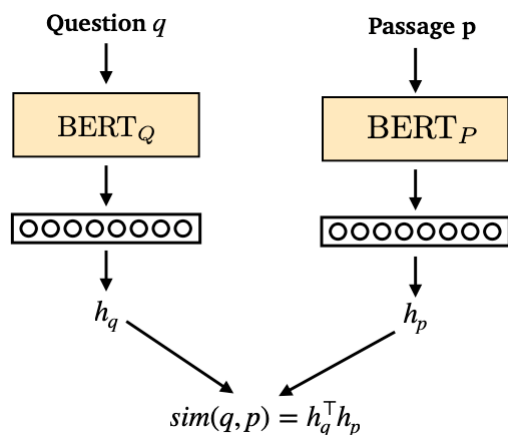 Question q
Passage p
BERT_Q
BERT_P
h_q
h_p
sim(q, p) = h_q^⊤ h_p